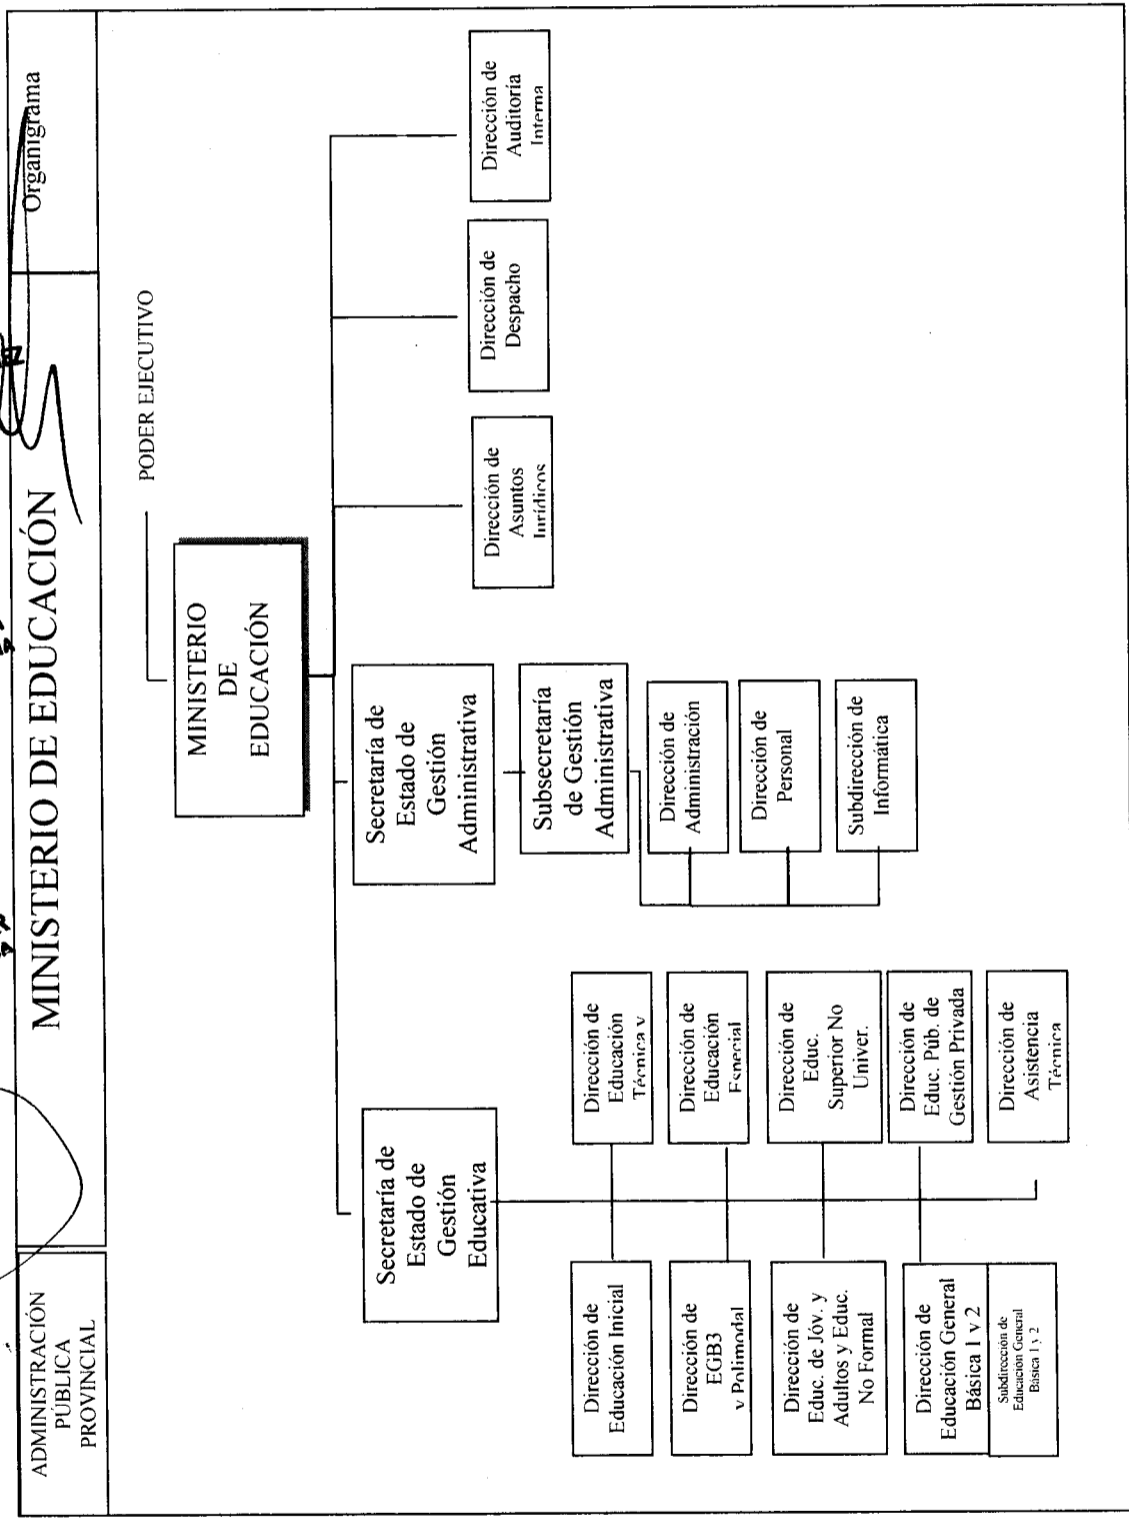 ADMINISTRACIÓN
PÚBLICA
PROVINCIAL
MINISTERIO DE EDUCACIÓN
Organigrama
PODER EJECUTIVO
MINISTERIO
DE
EDUCACIÓN
Secretaría de
Estado de
Gestión
Educativa
Secretaría de
Estado de
Gestión
Administrativa
Subsecretaría
de Gestión
Administrativa
Dirección de
Administración
Dirección de
Personal
Subdirección de
Informática
Dirección de
Asuntos
Jurídicos
Dirección de
Despacho
Dirección de
Auditoría
Interna
Dirección de
Educación Inicial
Dirección de
EGB3
y Polimodal
Dirección de
Educ. de Jóv. y
Adultos y Educ.
No Formal
Dirección de
Educación General
Básica 1 y 2
Subdirección de
Educación General
Básica 1 y 2
Dirección de
Educación
Técnica y
Dirección de
Educación
Especial
Dirección de
Educ.
Superior No
Univer.
Dirección de
Educ. Púb. de
Gestión Privada
Dirección de
Asistencia
Técnica